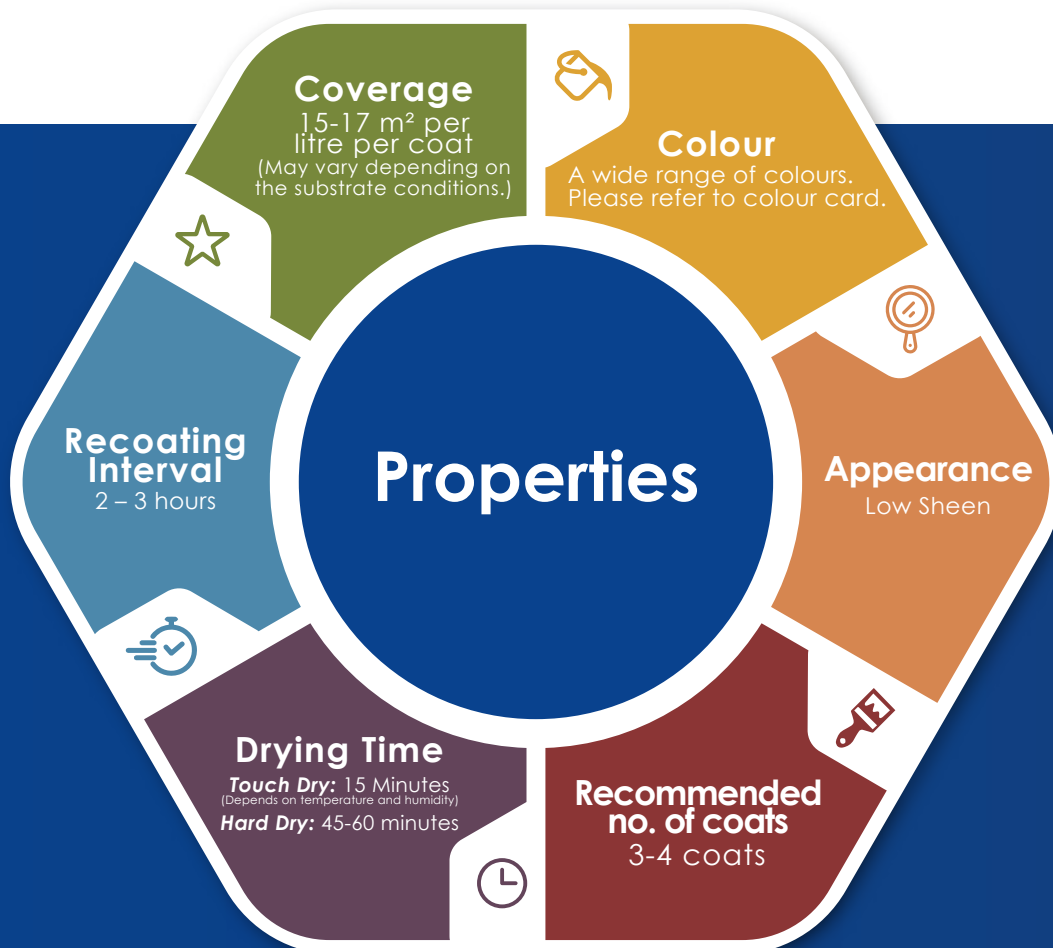 Coverage
15-17 m² per
litre per coat
(May vary depending on
the substrate conditions.)
Colour
A wide range of colours.
Please refer to colour card.
Recoating
Interval
2 – 3 hours
Properties
Appearance
Low Sheen
Drying Time
Touch Dry: 15 Minutes
(Depends on temperature and humidity)
Hard Dry: 45-60 minutes
Recommended
no. of coats
3-4 coats